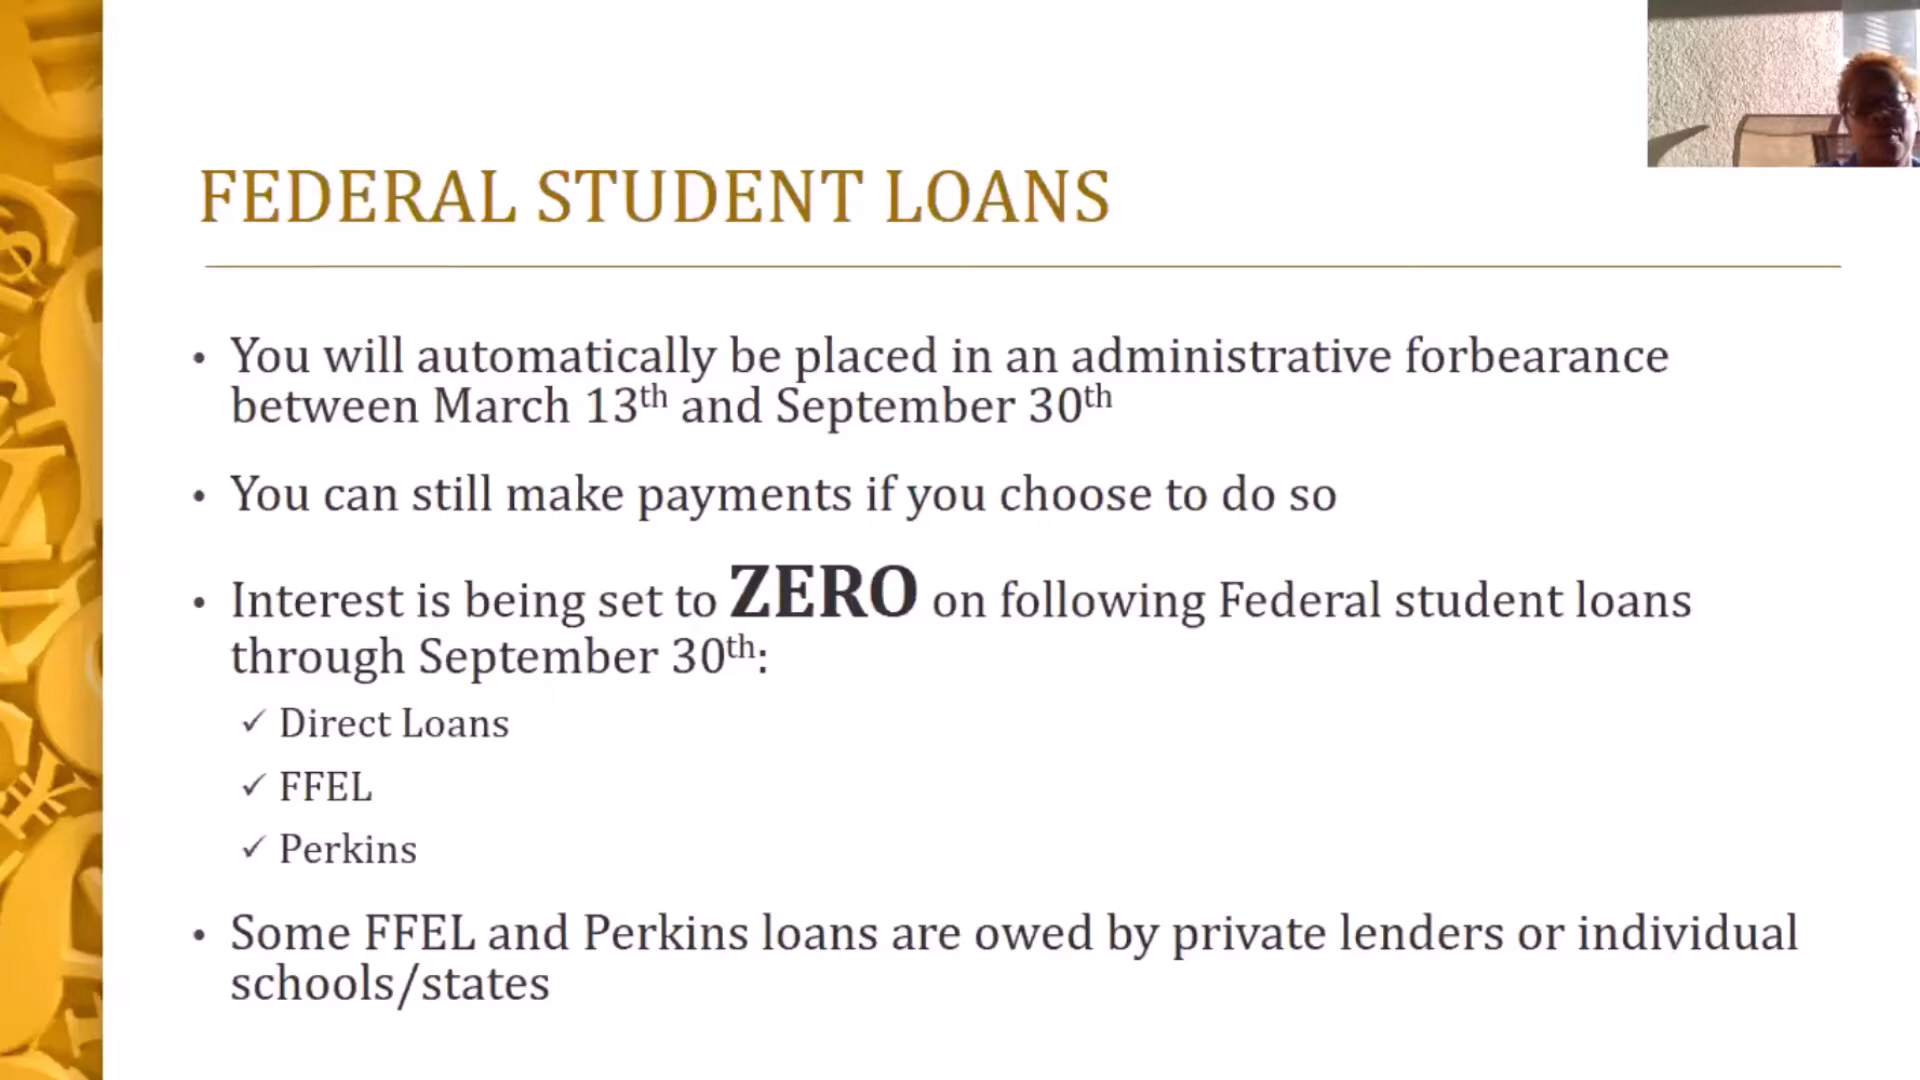 FEDERAL STUDENT LOANS
• You will automatically be placed in an administrative forbearance
between March 13th and September 30th
• You can still make payments if you choose to do so
• Interest is being set to ZERO on following Federal student loans
through September 30th:
✓ Direct Loans
✓ FFEL
✓ Perkins
• Some FFEL and Perkins loans are owed by private lenders or individual
schools/states